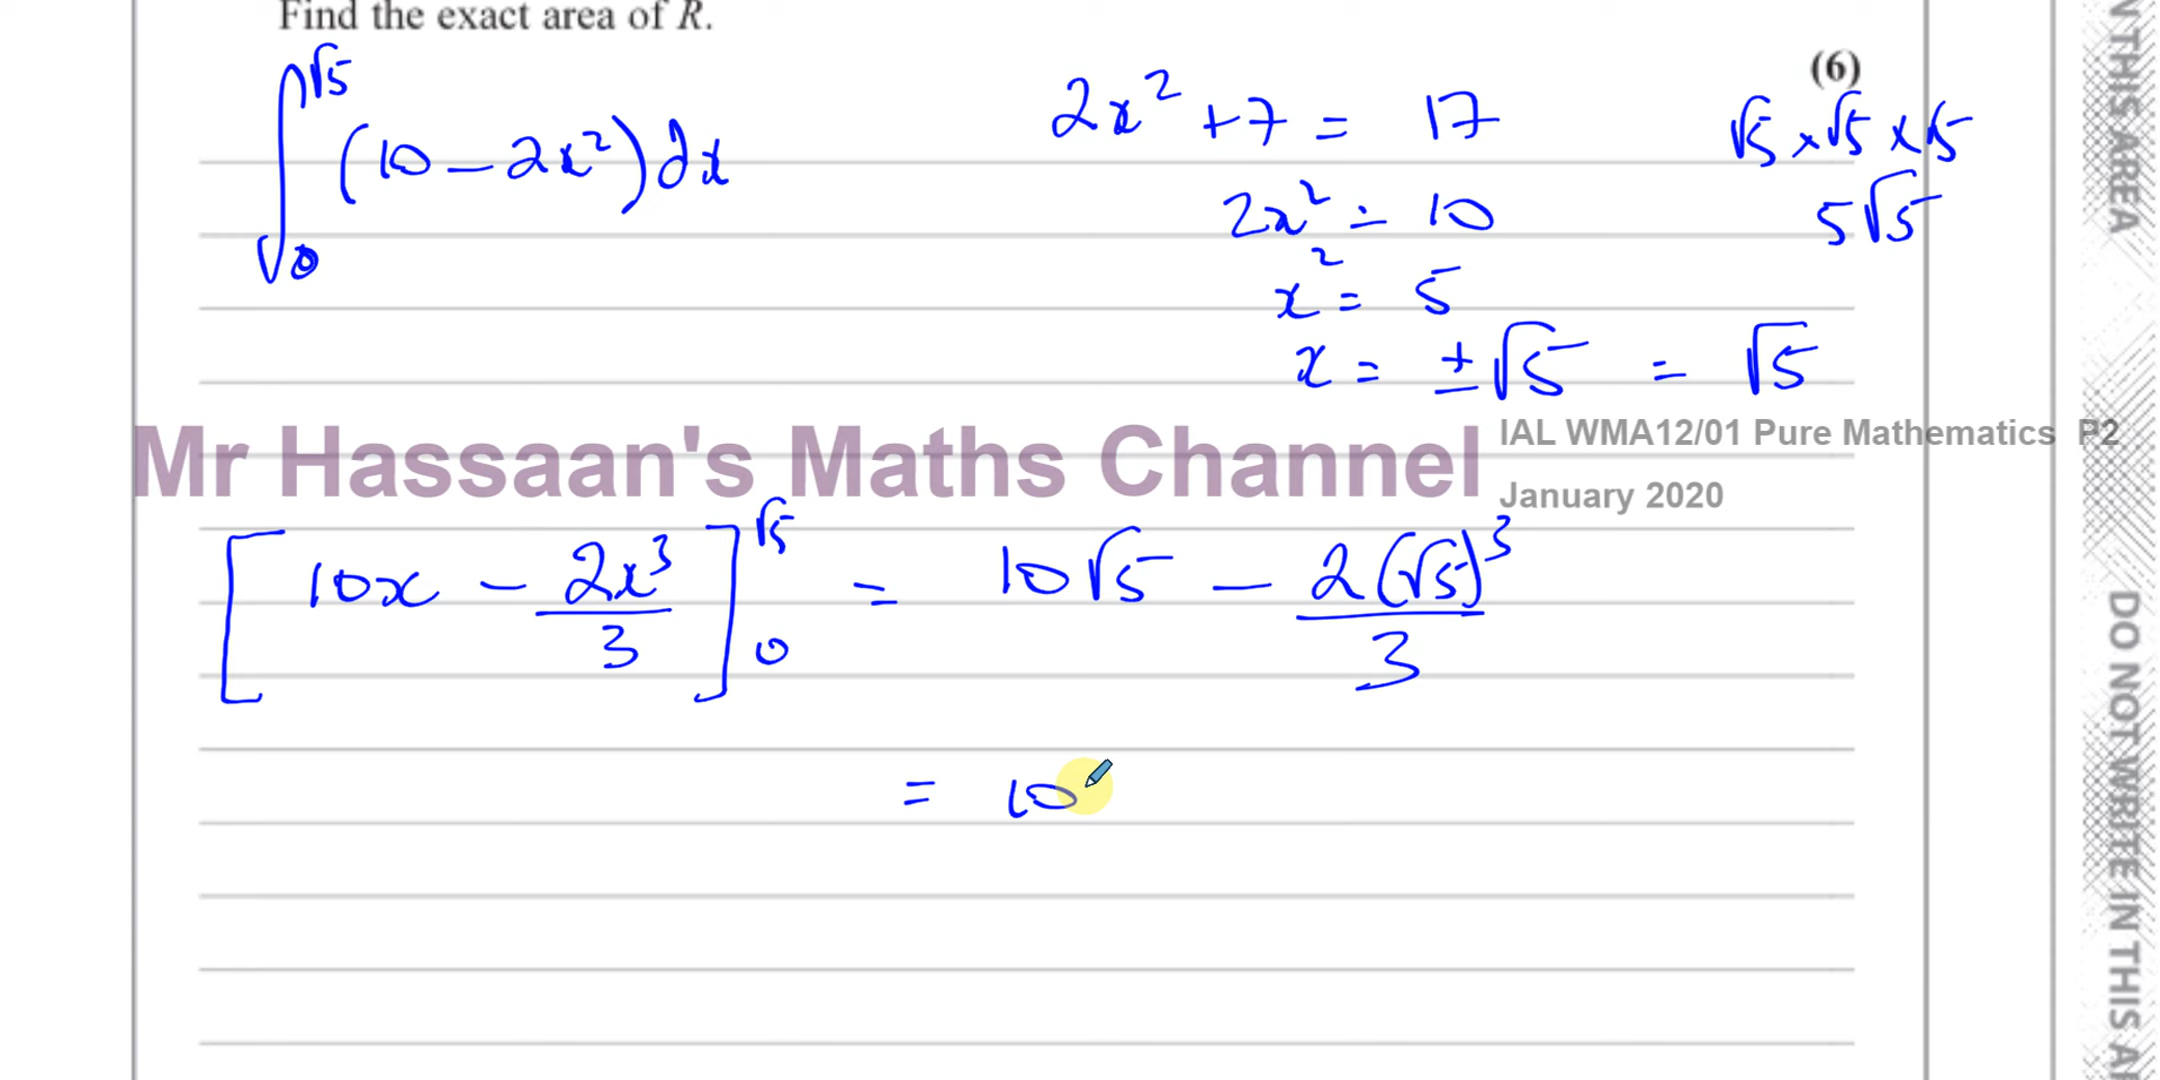 Find the exact area of R.
(6)
∫₀^√5 (10 − 2x²) dx
2x² + 7 = 17
2x² = 10
x² = 5
x = ±√5 = √5
√5 × √5 × √5
5√5
Mr Hassaan's Maths Channel
IAL WMA12/01 Pure Mathematics P2
January 2020
[10x − 2x³/3]₀^√5 = 10√5 − 2(√5)³/3
= 10
N THIS AREA
DO NOT WRITE IN THIS A